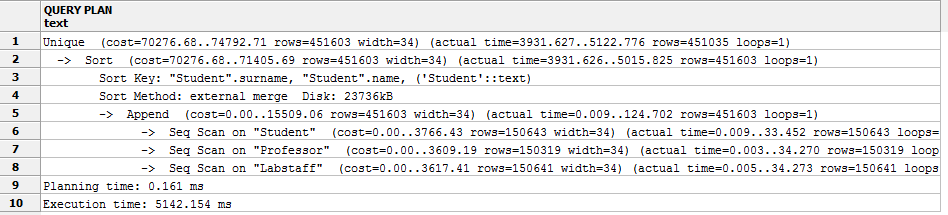 QUERY PLAN
text
1 Unique (cost=70276.68..74792.71 rows=451603 width=34) (actual time=3931.627..5122.776 rows=451035 loops=1)
2 -> Sort (cost=70276.68..71405.69 rows=451603 width=34) (actual time=3931.626..5015.825 rows=451603 loops=1)
3 Sort Key: "Student".surname, "Student".name, ('Student'::text)
4 Sort Method: external merge Disk: 23736kB
5 -> Append (cost=0.00..15509.06 rows=451603 width=34) (actual time=0.009..124.702 rows=451603 loops=1)
6 -> Seq Scan on "Student" (cost=0.00..3766.43 rows=150643 width=34) (actual time=0.009..33.452 rows=150643 loops=
7 -> Seq Scan on "Professor" (cost=0.00..3609.19 rows=150319 width=34) (actual time=0.003..34.270 rows=150319 loop
8 -> Seq Scan on "Labstaff" (cost=0.00..3617.41 rows=150641 width=34) (actual time=0.005..34.273 rows=150641 loops
9 Planning time: 0.161 ms
10 Execution time: 5142.154 ms